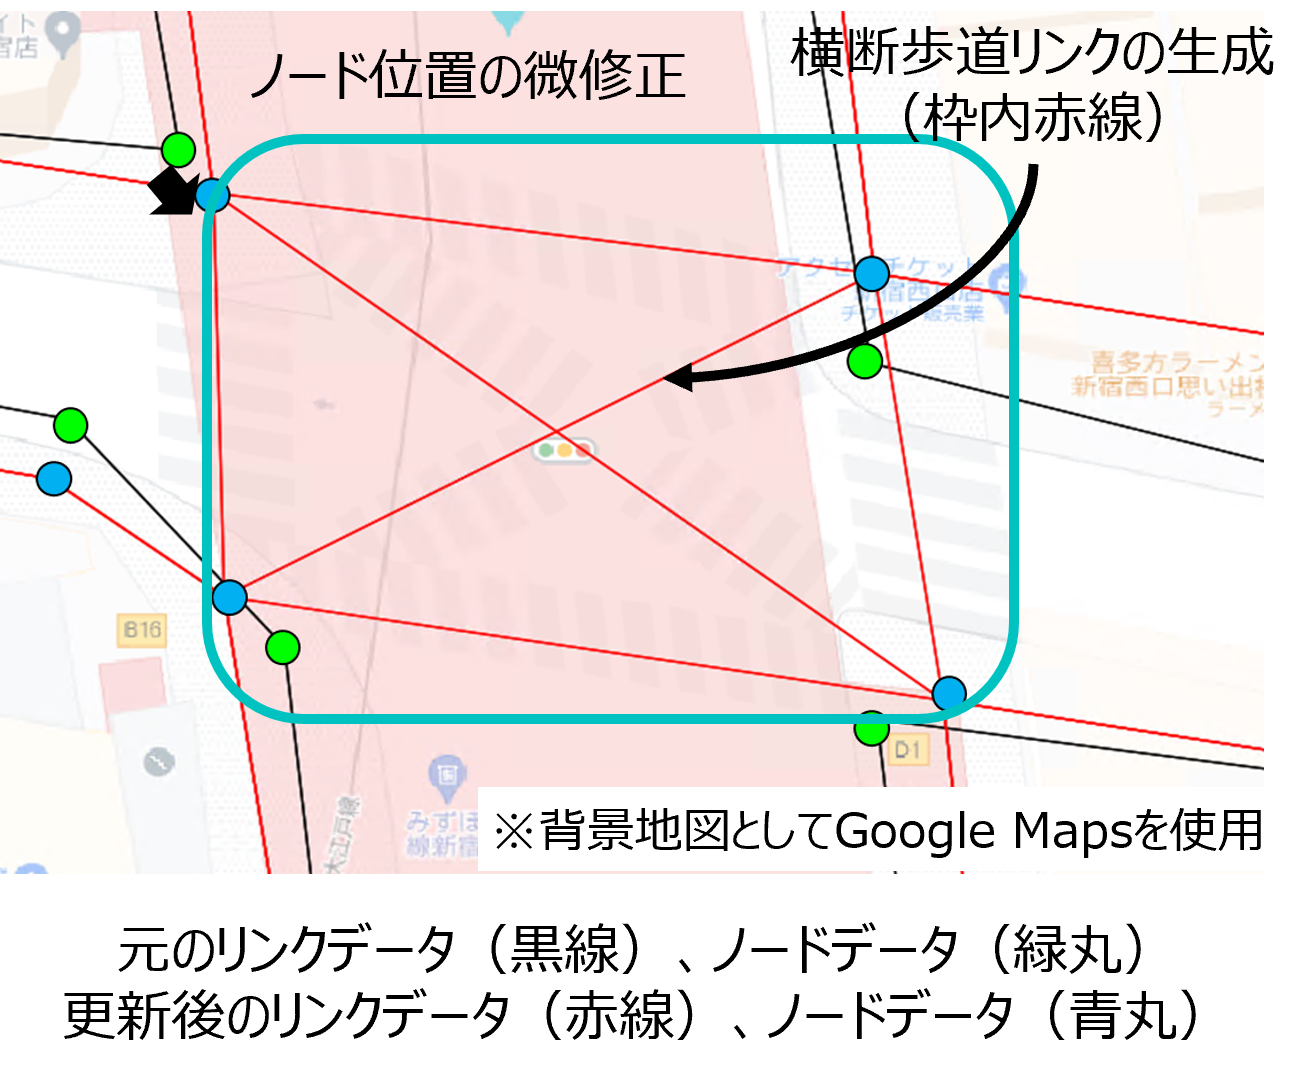 イト
宿店
ノード位置の微修正
横断歩道リンクの生成
（枠内赤線）
アクセ
チケット
新宿西口店
チケット販売業
喜多方ラーメン
新宿西口思い出横
ラーメ
B16
D1
みずほ
線新宿
大江戸線
※背景地図としてGoogle Mapsを使用
元のリンクデータ（黒線）、ノードデータ（緑丸）
更新後のリンクデータ（赤線）、ノードデータ（青丸）